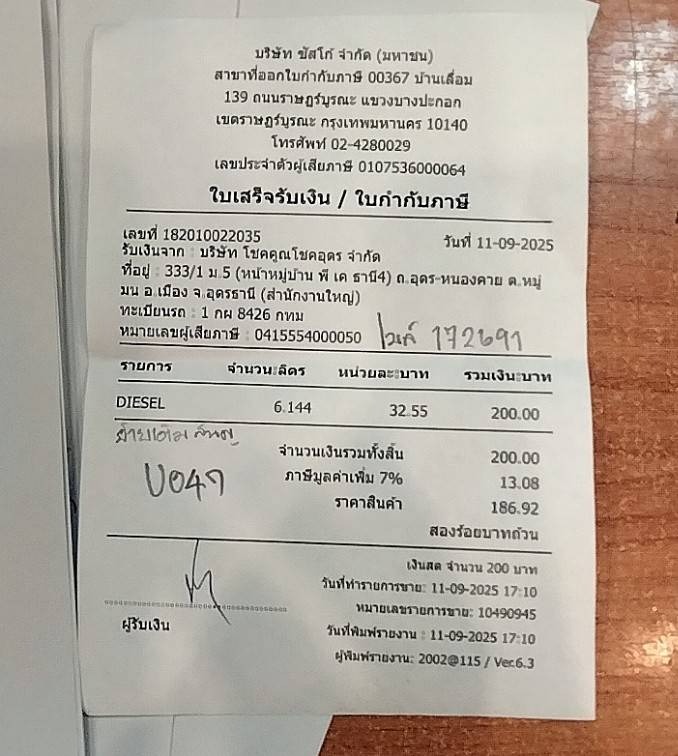 บริษัท ซัสโก้ จำกัด (มหาชน)
สาขาที่ออกใบกำกับภาษี 00367 บ้านเลื่อม
139 ถนนราษฎร์บูรณะ แขวงบางปะกอก
เขตราษฎร์บูรณะ กรุงเทพมหานคร 10140
โทรศัพท์ 02-4280029
เลขประจำตัวผู้เสียภาษี 0107536000064
ใบเสร็จรับเงิน / ใบกำกับภาษี
เลขที่ 182010022035 วันที่ 11-09-2025
รับเงินจาก : บริษัท โชคคูณโชคอุดร จำกัด
ที่อยู่ : 333/1 ม.5 (หน้าหมู่บ้าน พี เค ธานี4) ถ.อุดร-หนองคาย ต.หมู
มน อ.เมือง จ.อุดรธานี (สำนักงานใหญ่)
ทะเบียนรถ : 1 กผ 8426 กทม
หมายเลขผู้เสียภาษี : 0415554000050 ไมล์ 172691
รายการ จำนวน:ลิตร หน่วยละ:บาท รวมเงิน:บาท
DIESEL 6.144 32.55 200.00
จำนวนเงินรวมทั้งสิ้น 200.00
ภาษีมูลค่าเพิ่ม 7% 13.08
ราคาสินค้า 186.92
สองร้อยบาทถ้วน
เงินสด จำนวน 200 บาท
วันที่ทำรายการขาย: 11-09-2025 17:10
หมายเลขรายการขาย: 10490945
ผู้รับเงิน
วันที่พิมพ์รายงาน : 11-09-2025 17:10
ผู้พิมพ์รายงาน: 2002@115 / Ver.6.3